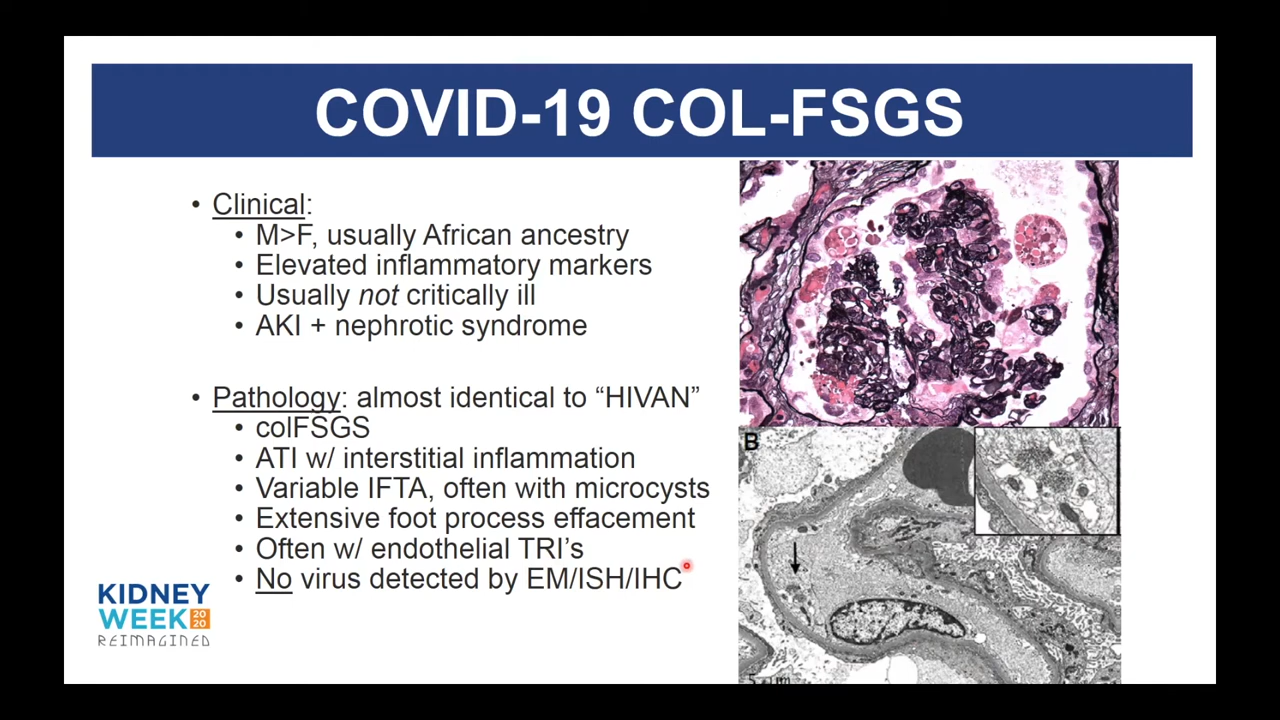 COVID-19 COL-FSGS
• Clinical:
• M>F, usually African ancestry
• Elevated inflammatory markers
• Usually not critically ill
• AKI + nephrotic syndrome
• Pathology: almost identical to “HIVAN”
• colFSGS
• ATI w/ interstitial inflammation
• Variable IFTA, often with microcysts
• Extensive foot process effacement
• Often w/ endothelial TRI’s
• No virus detected by EM/ISH/IHC
KIDNEY
WEEK 2020
REIMAGINED
B